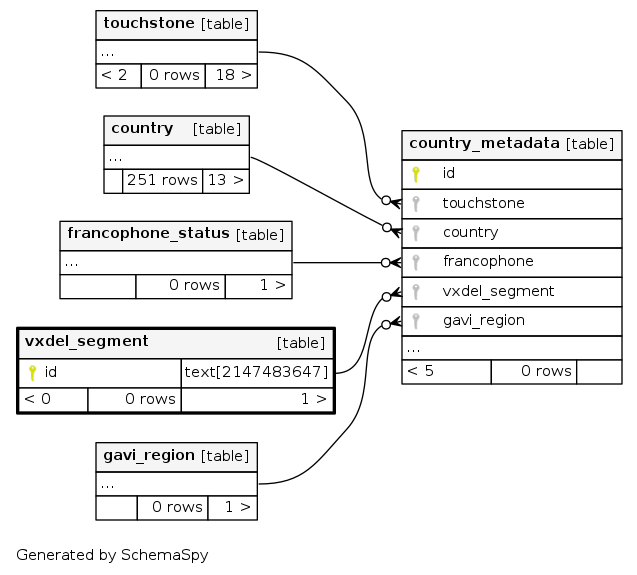 touchstone [table]
...
< 2 0 rows 18 >
country [table]
...
251 rows 13 >
francophone_status [table]
...
0 rows 1 >
vxdel_segment [table]
id text[2147483647]
< 0 0 rows 1 >
gavi_region [table]
...
0 rows 1 >
country_metadata [table]
id
touchstone
country
francophone
vxdel_segment
gavi_region
...
< 5 0 rows
Generated by SchemaSpy